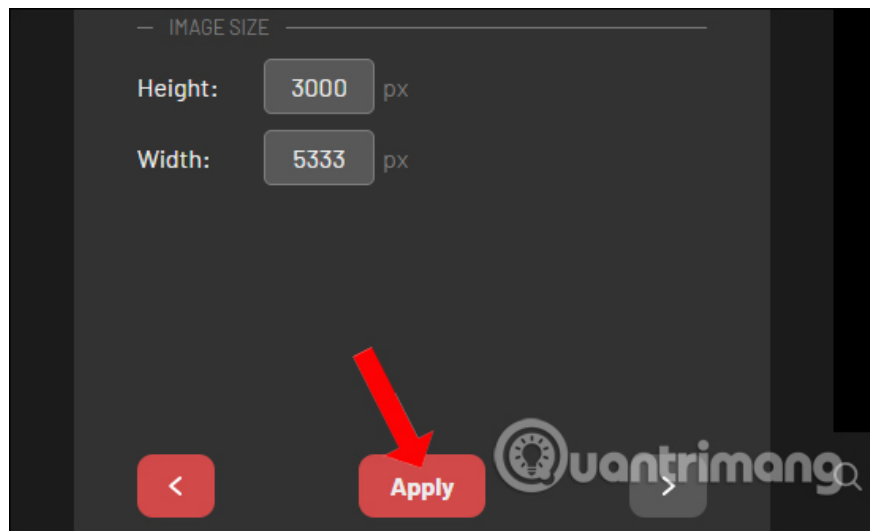 IMAGE SIZE
Height: 3000 px
Width: 5333 px
< Apply >
Quantrimang